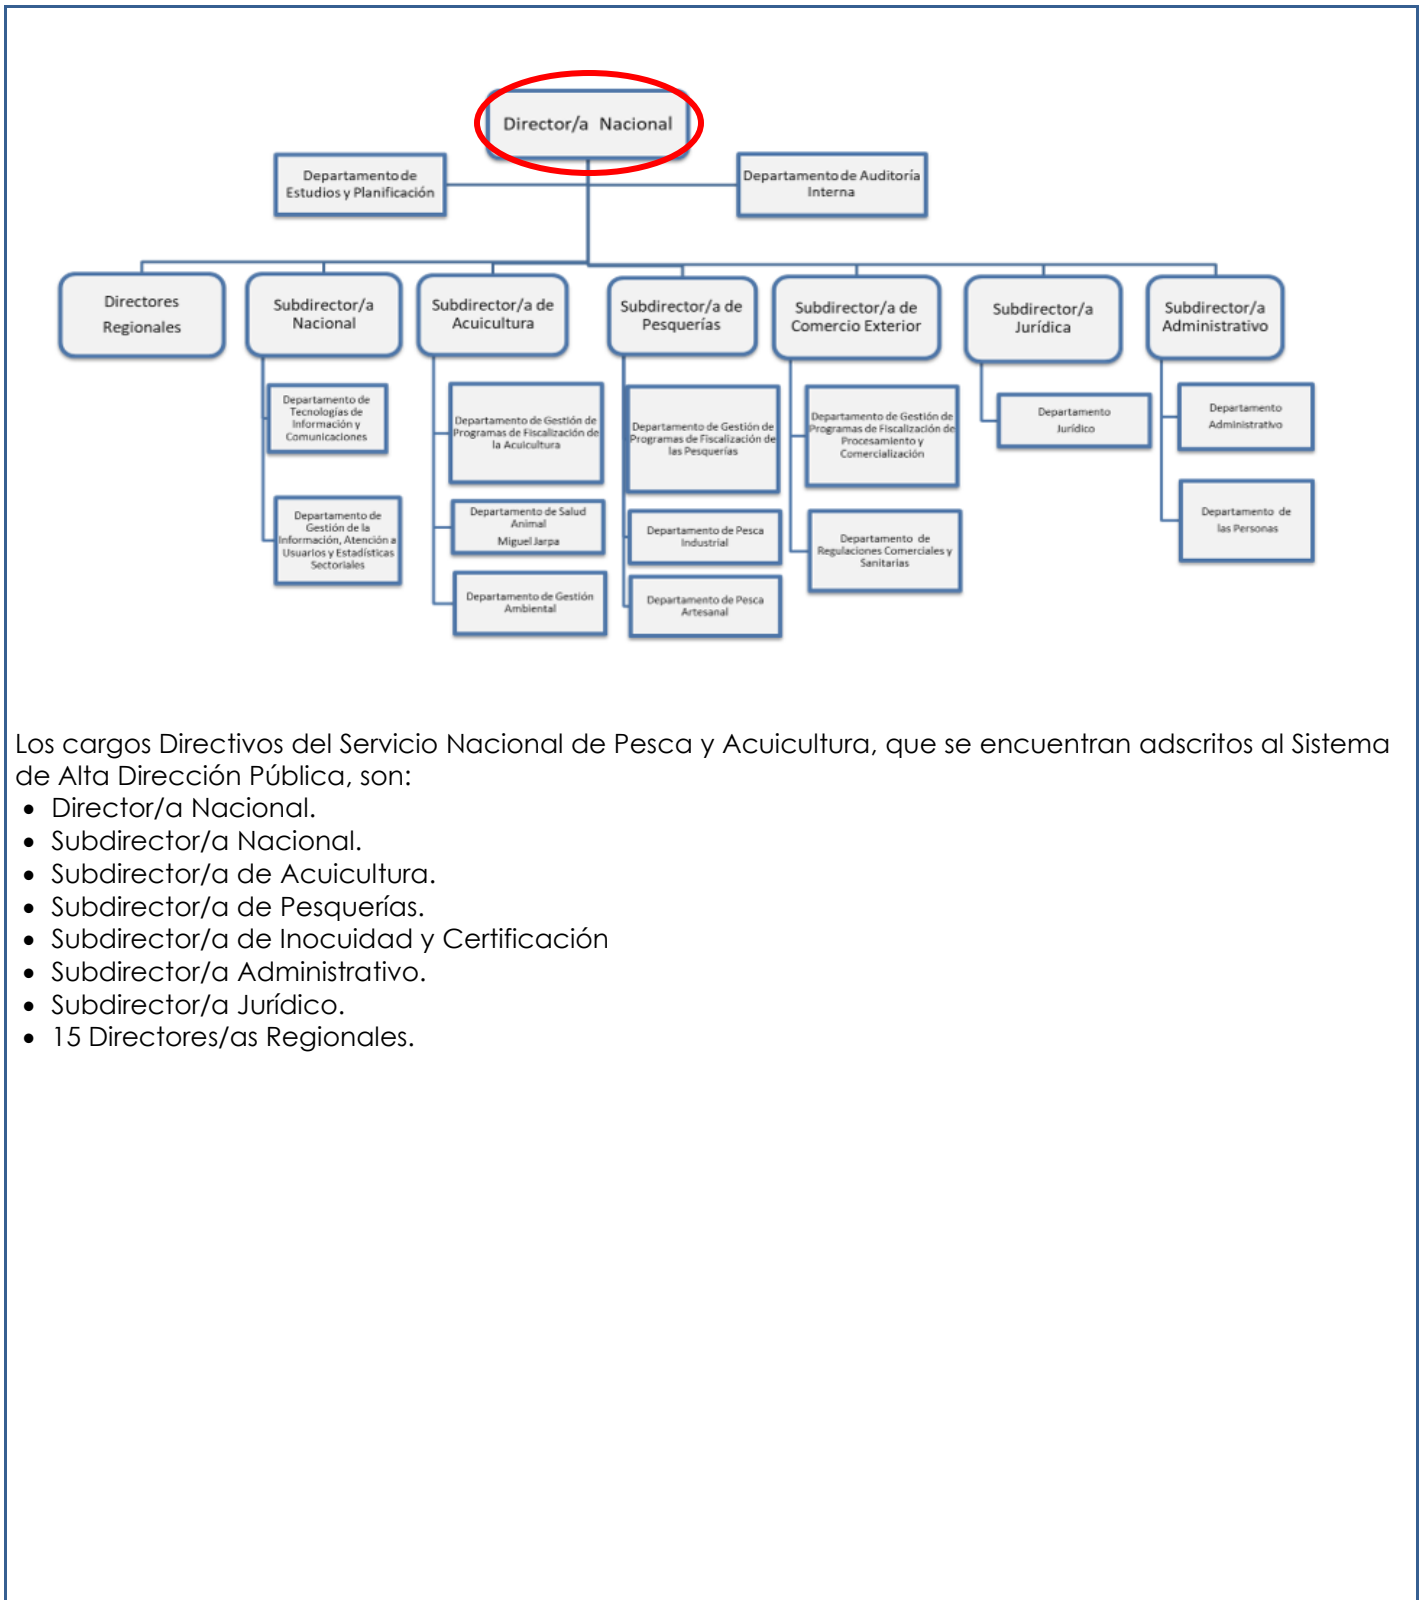 Director/a Nacional
Departamento de
Estudios y Planificación
Departamento de Auditoría
Interna
Directores
Regionales
Subdirector/a
Nacional
Subdirector/a de
Acuicultura
Subdirector/a de
Pesquerías
Subdirector/a de
Comercio Exterior
Subdirector/a
Jurídica
Subdirector/a
Administrativo
Departamento de
Tecnologías de
Información y
Comunicaciones
Departamento de Gestión de
Programas de Fiscalización de
la Acuicultura
Departamento de Gestión de
Programas de Fiscalización de
las Pesquerías
Departamento de Gestión de
Programas de Fiscalización de
Procesamiento y
Comercialización
Departamento
Jurídico
Departamento
Administrativo
Departamento de
Gestión de la
Información, Atención a
Usuarios y Estadísticas
Sectoriales
Departamento de Salud
Animal
Miguel Jarpa
Departamento de Pesca
Industrial
Departamento de
Regulaciones Comerciales y
Sanitarias
Departamento de
las Personas
Departamento de Gestión
Ambiental
Departamento de Pesca
Artesanal
Los cargos Directivos del Servicio Nacional de Pesca y Acuicultura, que se encuentran adscritos al Sistema
de Alta Dirección Pública, son:
• Director/a Nacional.
• Subdirector/a Nacional.
• Subdirector/a de Acuicultura.
• Subdirector/a de Pesquerías.
• Subdirector/a de Inocuidad y Certificación
• Subdirector/a Administrativo.
• Subdirector/a Jurídico.
• 15 Directores/as Regionales.